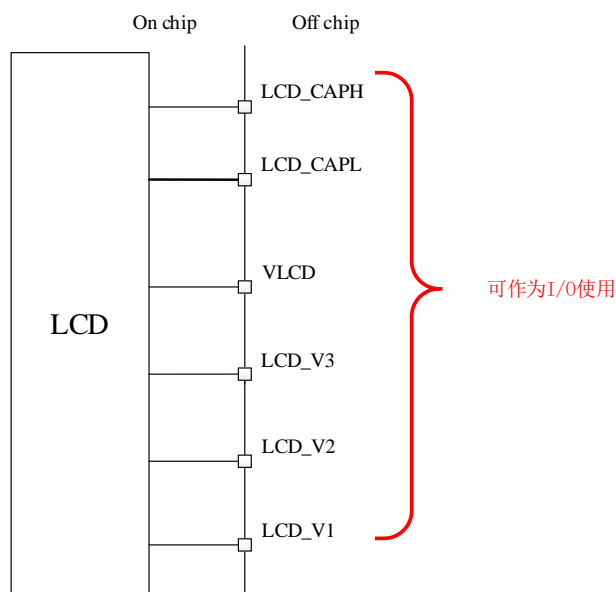 On chip
Off chip
LCD_CAPH
LCD_CAPL
VLCD
LCD
可作为I/O使用
LCD_V3
LCD_V2
LCD_V1